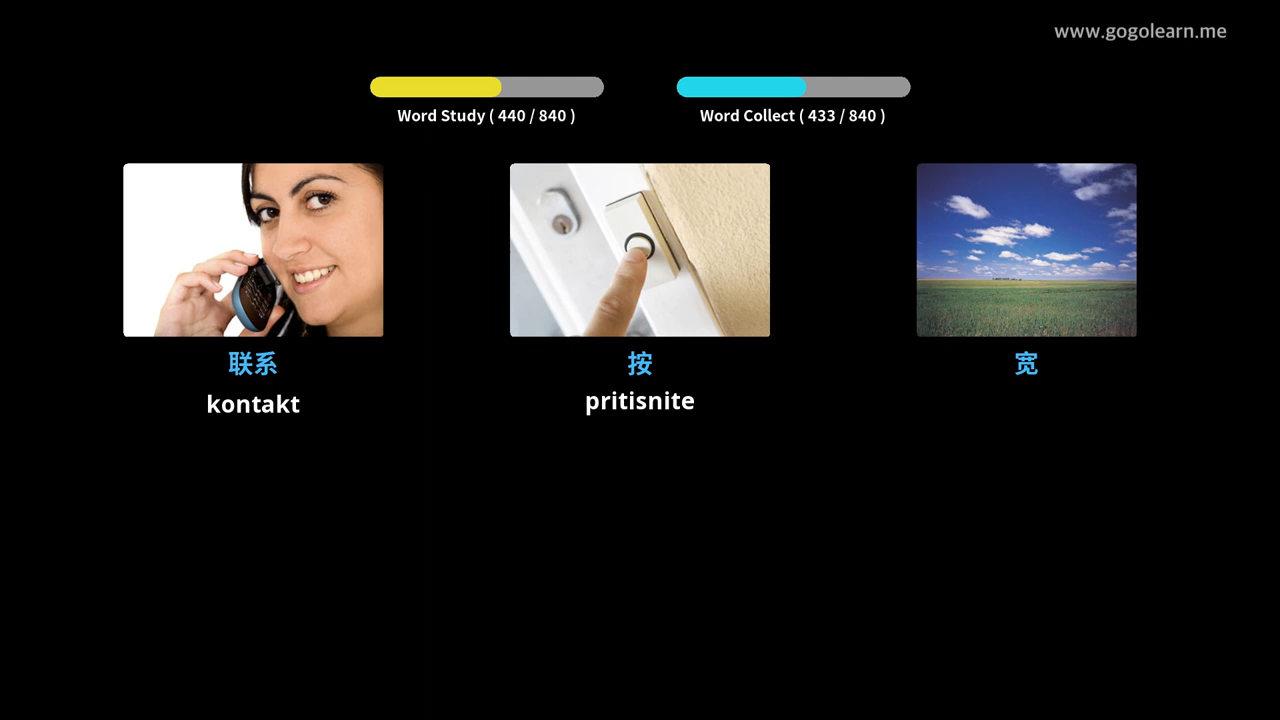 www.gogolearn.me
Word Study ( 440 / 840 )
Word Collect ( 433 / 840 )
联系
按
宽
kontakt
pritisnite